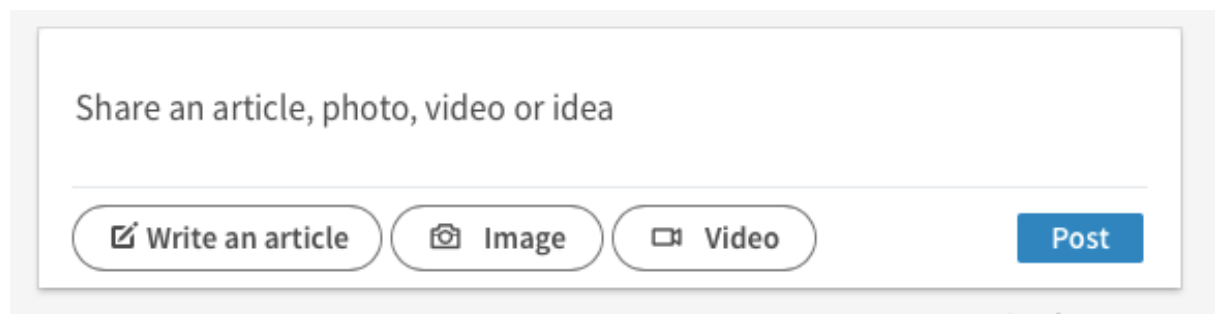 Share an article, photo, video or idea
Write an article Image Video Post